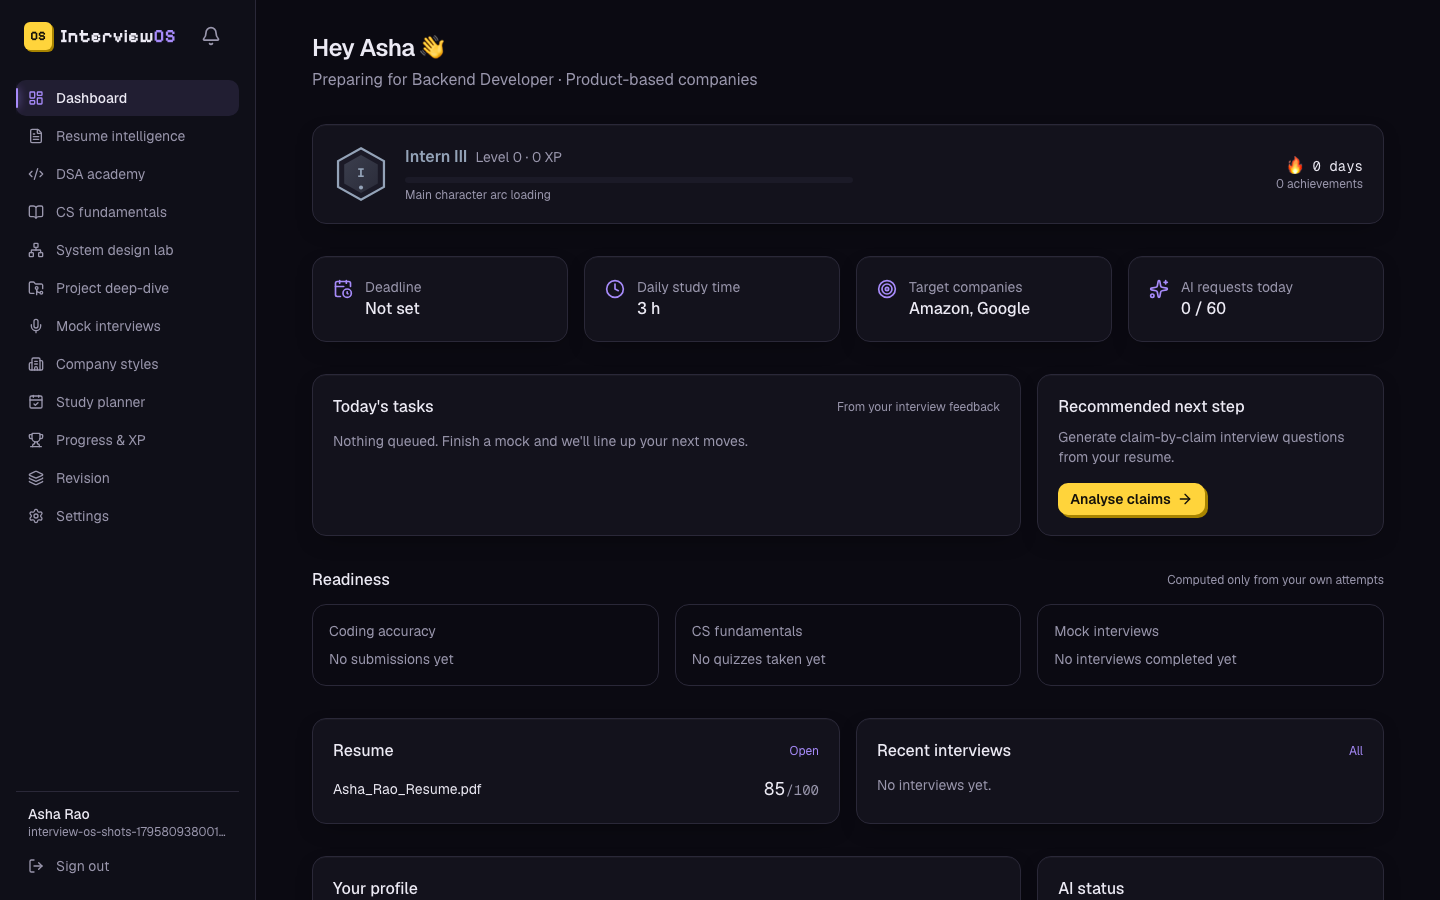 OS InterviewOS
Dashboard
Resume intelligence
DSA academy
CS fundamentals
System design lab
Project deep-dive
Mock interviews
Company styles
Study planner
Progress & XP
Revision
Settings
Asha Rao
interview-os-shots-179580938001...
Sign out
Hey Asha 👋
Preparing for Backend Developer · Product-based companies
I
Intern III Level 0 · 0 XP
Main character arc loading
🔥 0 days
0 achievements
Deadline
Not set
Daily study time
3 h
Target companies
Amazon, Google
AI requests today
0 / 60
Today's tasks
From your interview feedback
Nothing queued. Finish a mock and we'll line up your next moves.
Recommended next step
Generate claim-by-claim interview questions
from your resume.
Analyse claims →
Readiness
Computed only from your own attempts
Coding accuracy
No submissions yet
CS fundamentals
No quizzes taken yet
Mock interviews
No interviews completed yet
Resume
Open
Asha_Rao_Resume.pdf
85/100
Recent interviews
All
No interviews yet.
Your profile
AI status